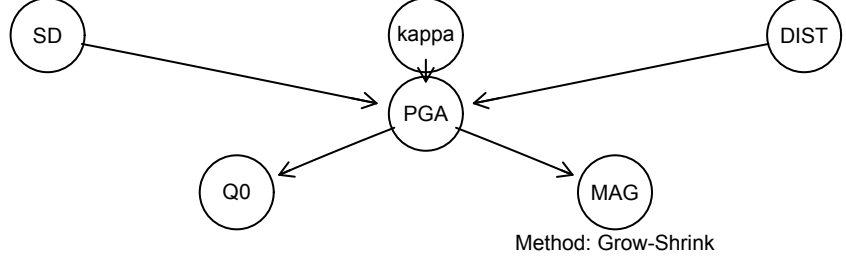 SD
kappa
DIST
PGA
Q0
MAG
Method: Grow-Shrink